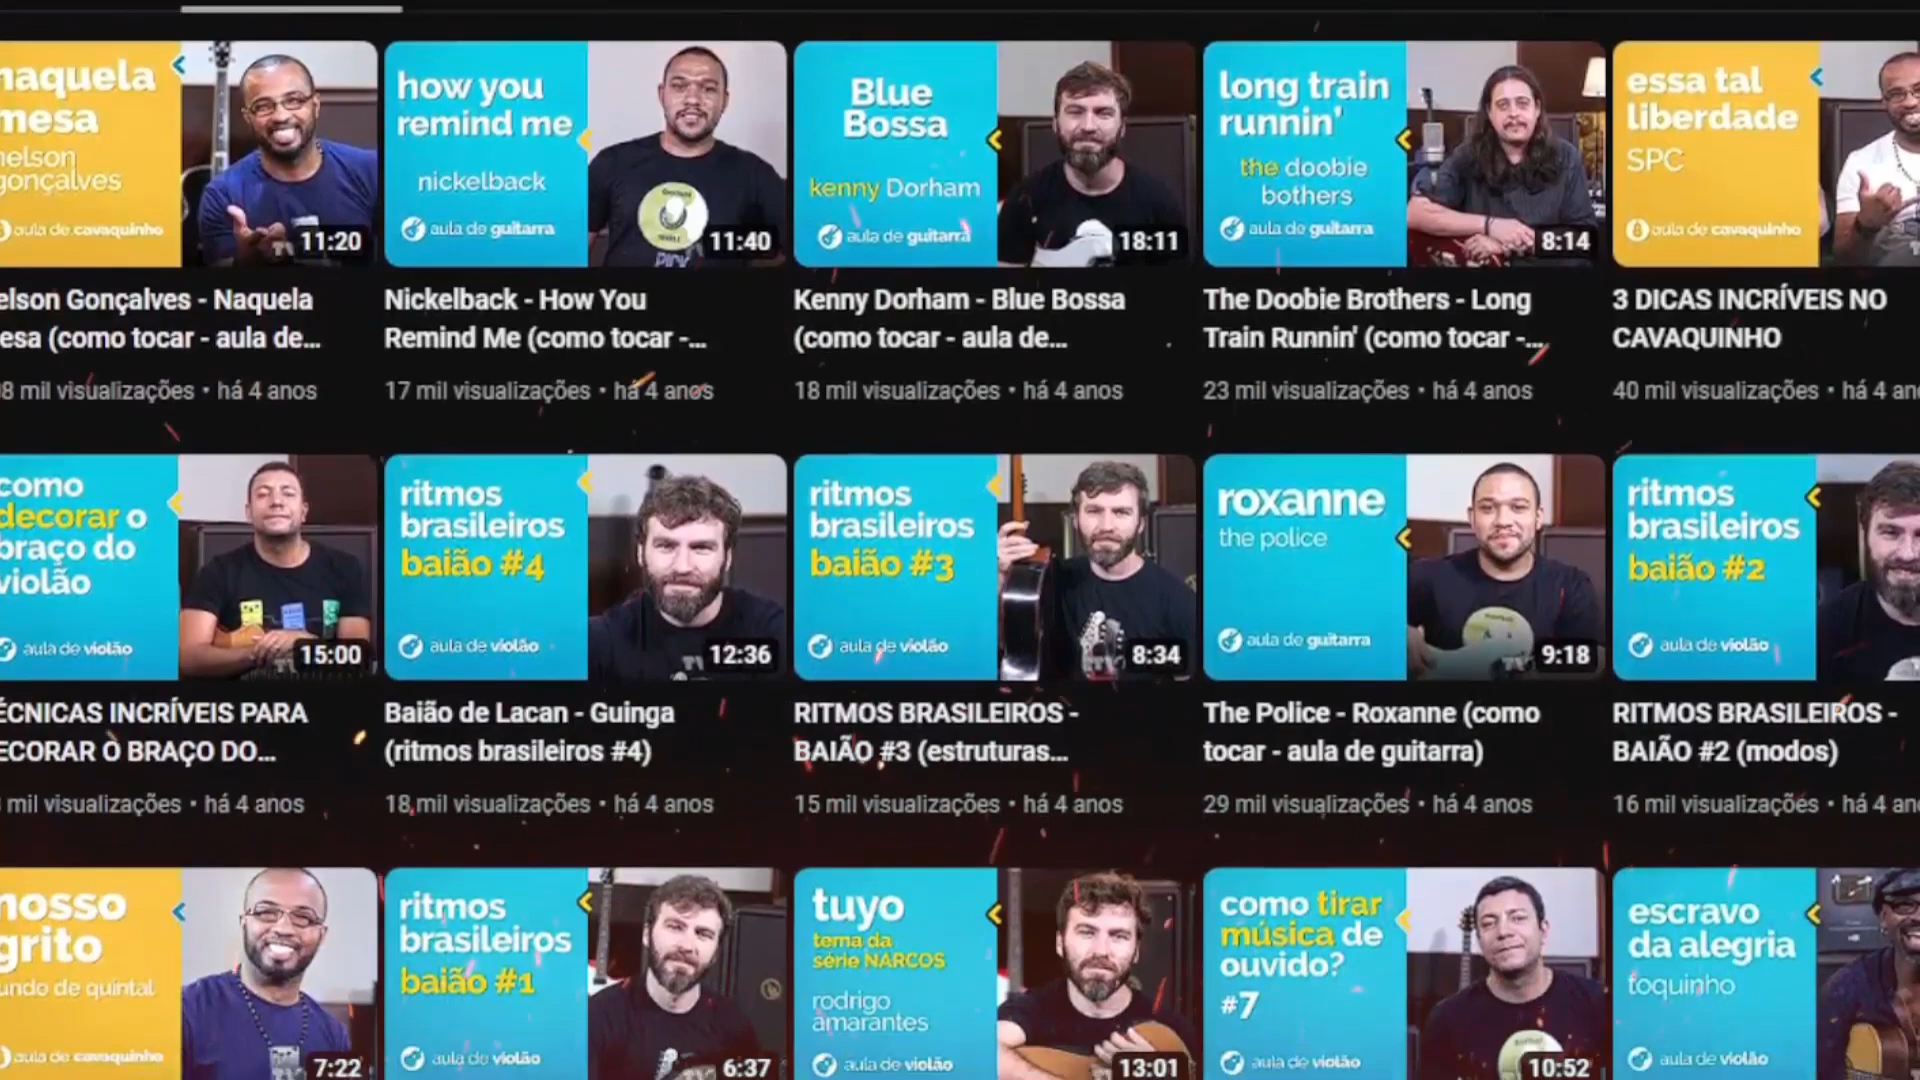 naquela
mesa
nelson
gonçalves
aula de cavaquinho
11:20
how you
remind me
nickelback
aula de guitarra
PICK
11:40
Blue
Bossa
kenny Dorham
aula de guitarra
18:11
long train
runnin'
the doobie
bothers
aula de guitarra
8:14
essa tal
liberdade
SPC
aula de cavaquinho
elson Gonçalves - Naquela
esa (como tocar - aula de...
8 mil visualizações • há 4 anos
Nickelback - How You
Remind Me (como tocar -...
17 mil visualizações • há 4 anos
Kenny Dorham - Blue Bossa
(como tocar - aula de...
18 mil visualizações • há 4 anos
The Doobie Brothers - Long
Train Runnin' (como tocar -...
23 mil visualizações • há 4 anos
3 DICAS INCRÍVEIS NO
CAVAQUINHO
40 mil visualizações • há 4 an
como
decorar o
braço do
violão
aula de violão
15:00
ritmos
brasileiros
baião #4
aula de violão
12:36
ritmos
brasileiros
baião #3
aula de violão
8:34
roxanne
the police
aula de guitarra
9:18
ritmos
brasileiros
baião #2
aula de violão
ÉCNICAS INCRÍVEIS PARA
ECORAR O BRAÇO DO...
mil visualizações • há 4 anos
Baião de Lacan - Guinga
(ritmos brasileiros #4)
18 mil visualizações • há 4 anos
RITMOS BRASILEIROS -
BAIÃO #3 (estruturas...
15 mil visualizações • há 4 anos
The Police - Roxanne (como
tocar - aula de guitarra)
29 mil visualizações • há 4 anos
RITMOS BRASILEIROS -
BAIÃO #2 (modos)
16 mil visualizações • há 4 an
nosso
grito
undo de quintal
aula de cavaquinho
7:22
ritmos
brasileiros
baião #1
aula de violão
6:37
tuyo
tema da
série NARCOS
rodrigo
amarantes
aula de violão
13:01
como tirar
música de
ouvido?
#7
aula de violão
10:52
escravo
da alegria
toquinho
aula de violão